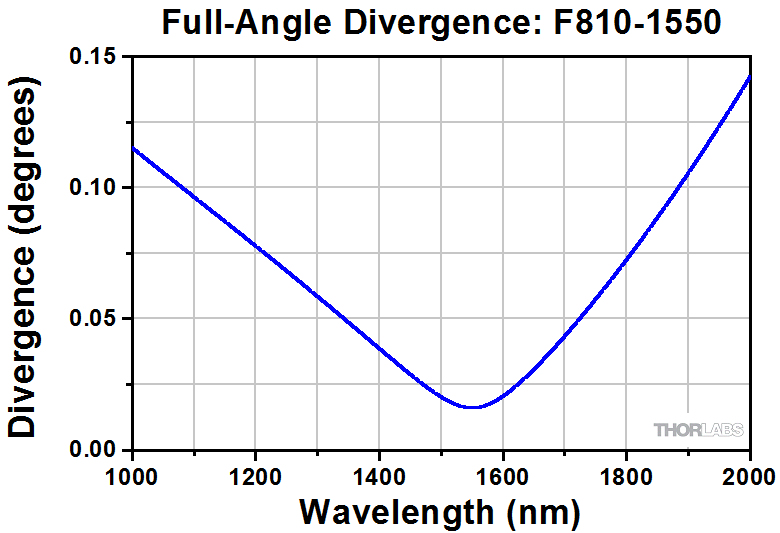 Full-Angle Divergence: F810-1550
0.15
0.10
0.05
0.00
Divergence (degrees)
THORLABS
1000 1200 1400 1600 1800 2000
Wavelength (nm)